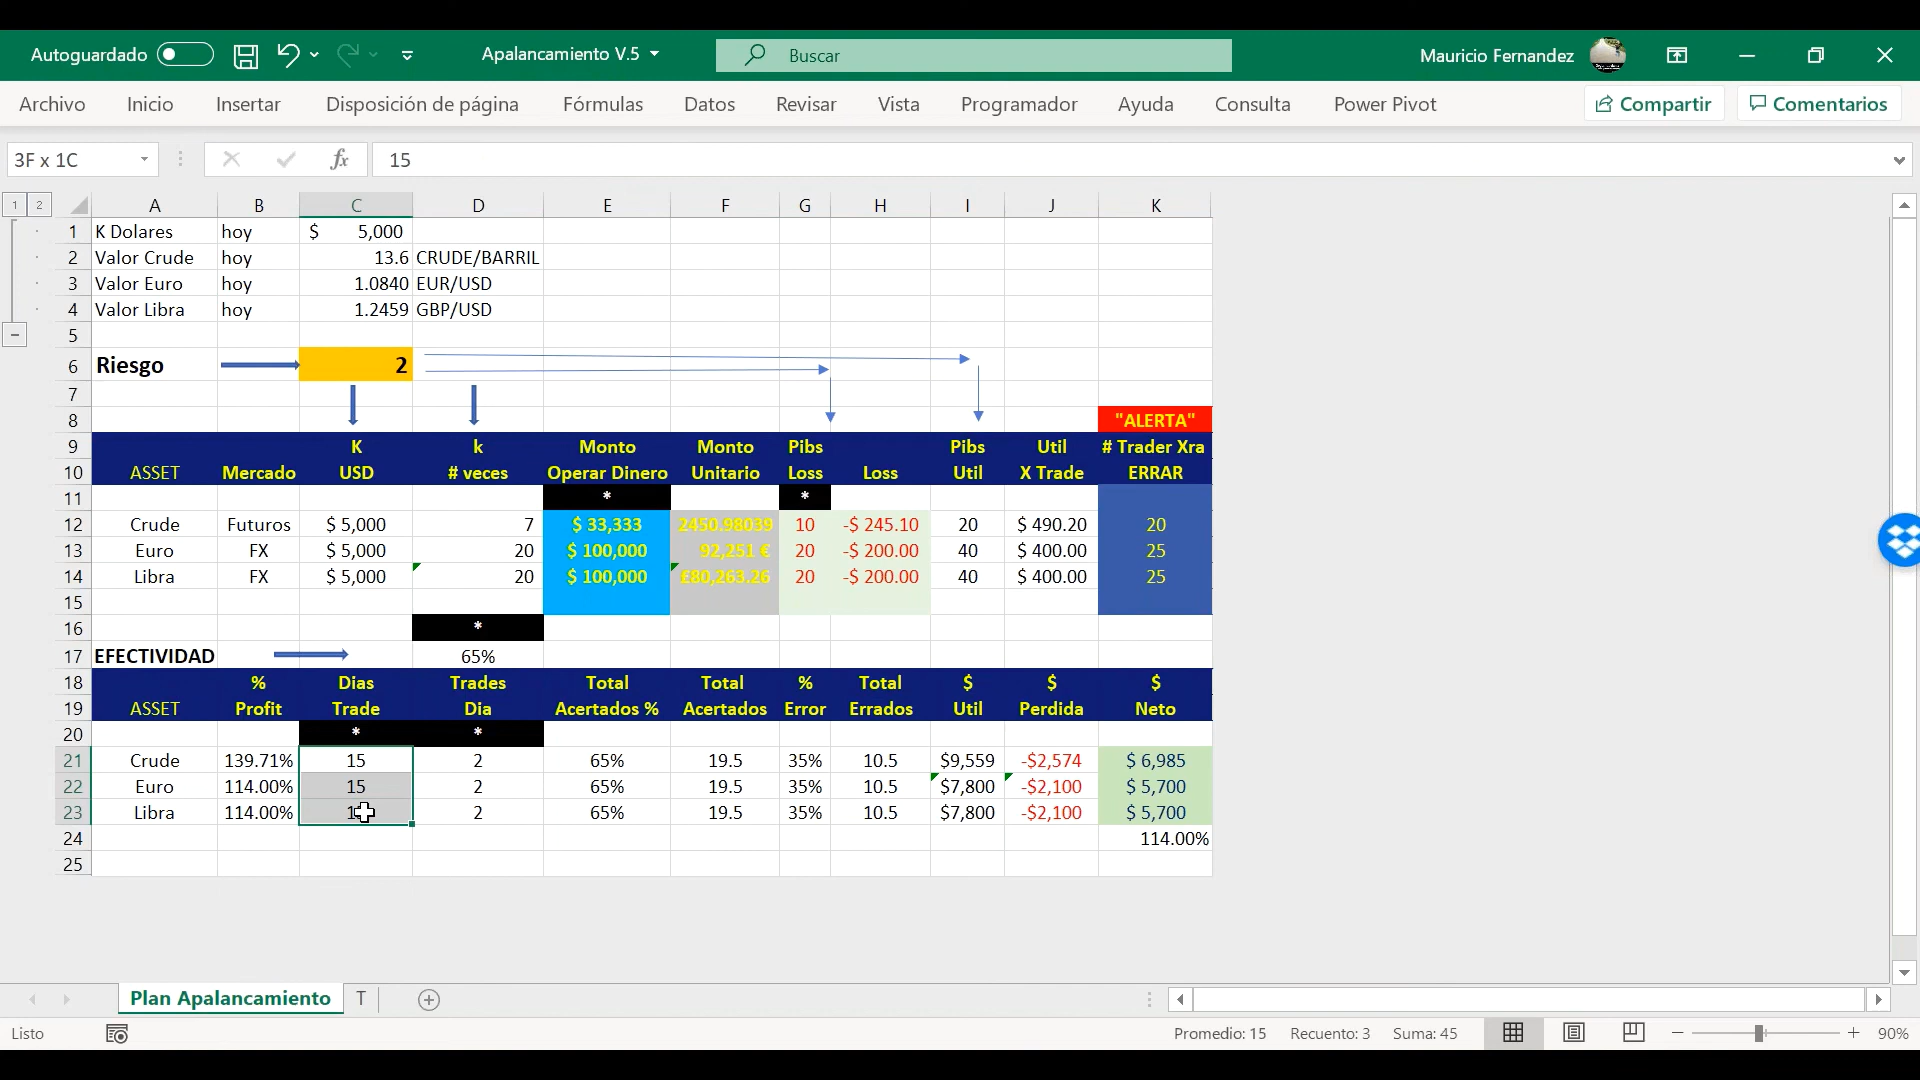 Autoguardado
Apalancamiento V.5
Buscar
Mauricio Fernandez
Archivo Inicio Insertar Disposición de página Fórmulas Datos Revisar Vista Programador Ayuda Consulta Power Pivot Compartir Comentarios
3F x 1C fx 15
1 2 A B C D E F G H I J K
1 K Dolares hoy $ 5,000
2 Valor Crude hoy 13.6 CRUDE/BARRIL
3 Valor Euro hoy 1.0840 EUR/USD
4 Valor Libra hoy 1.2459 GBP/USD
5
6 Riesgo 2
7
8 "ALERTA"
9 K k Monto Monto Pibs Pibs Util # Trader Xra
10 ASSET Mercado USD # veces Operar Dinero Unitario Loss Loss Util X Trade ERRAR
11 * *
12 Crude Futuros $ 5,000 7 $ 33,333 2450.98039 10 -$ 245.10 20 $ 490.20 20
13 Euro FX $ 5,000 20 $ 100,000 92,251 € 20 -$ 200.00 40 $ 400.00 25
14 Libra FX $ 5,000 20 $ 100,000 £80,263.26 20 -$ 200.00 40 $ 400.00 25
15
16 *
17 EFECTIVIDAD 65%
18 % Dias Trades Total Total % Total $ $ $
19 ASSET Profit Trade Dia Acertados % Acertados Error Errados Util Perdida Neto
20 * *
21 Crude 139.71% 15 2 65% 19.5 35% 10.5 $9,559 -$2,574 $ 6,985
22 Euro 114.00% 15 2 65% 19.5 35% 10.5 $7,800 -$2,100 $ 5,700
23 Libra 114.00% 2 65% 19.5 35% 10.5 $7,800 -$2,100 $ 5,700
24 114.00%
25
Plan Apalancamiento T
Listo Promedio: 15 Recuento: 3 Suma: 45 90%